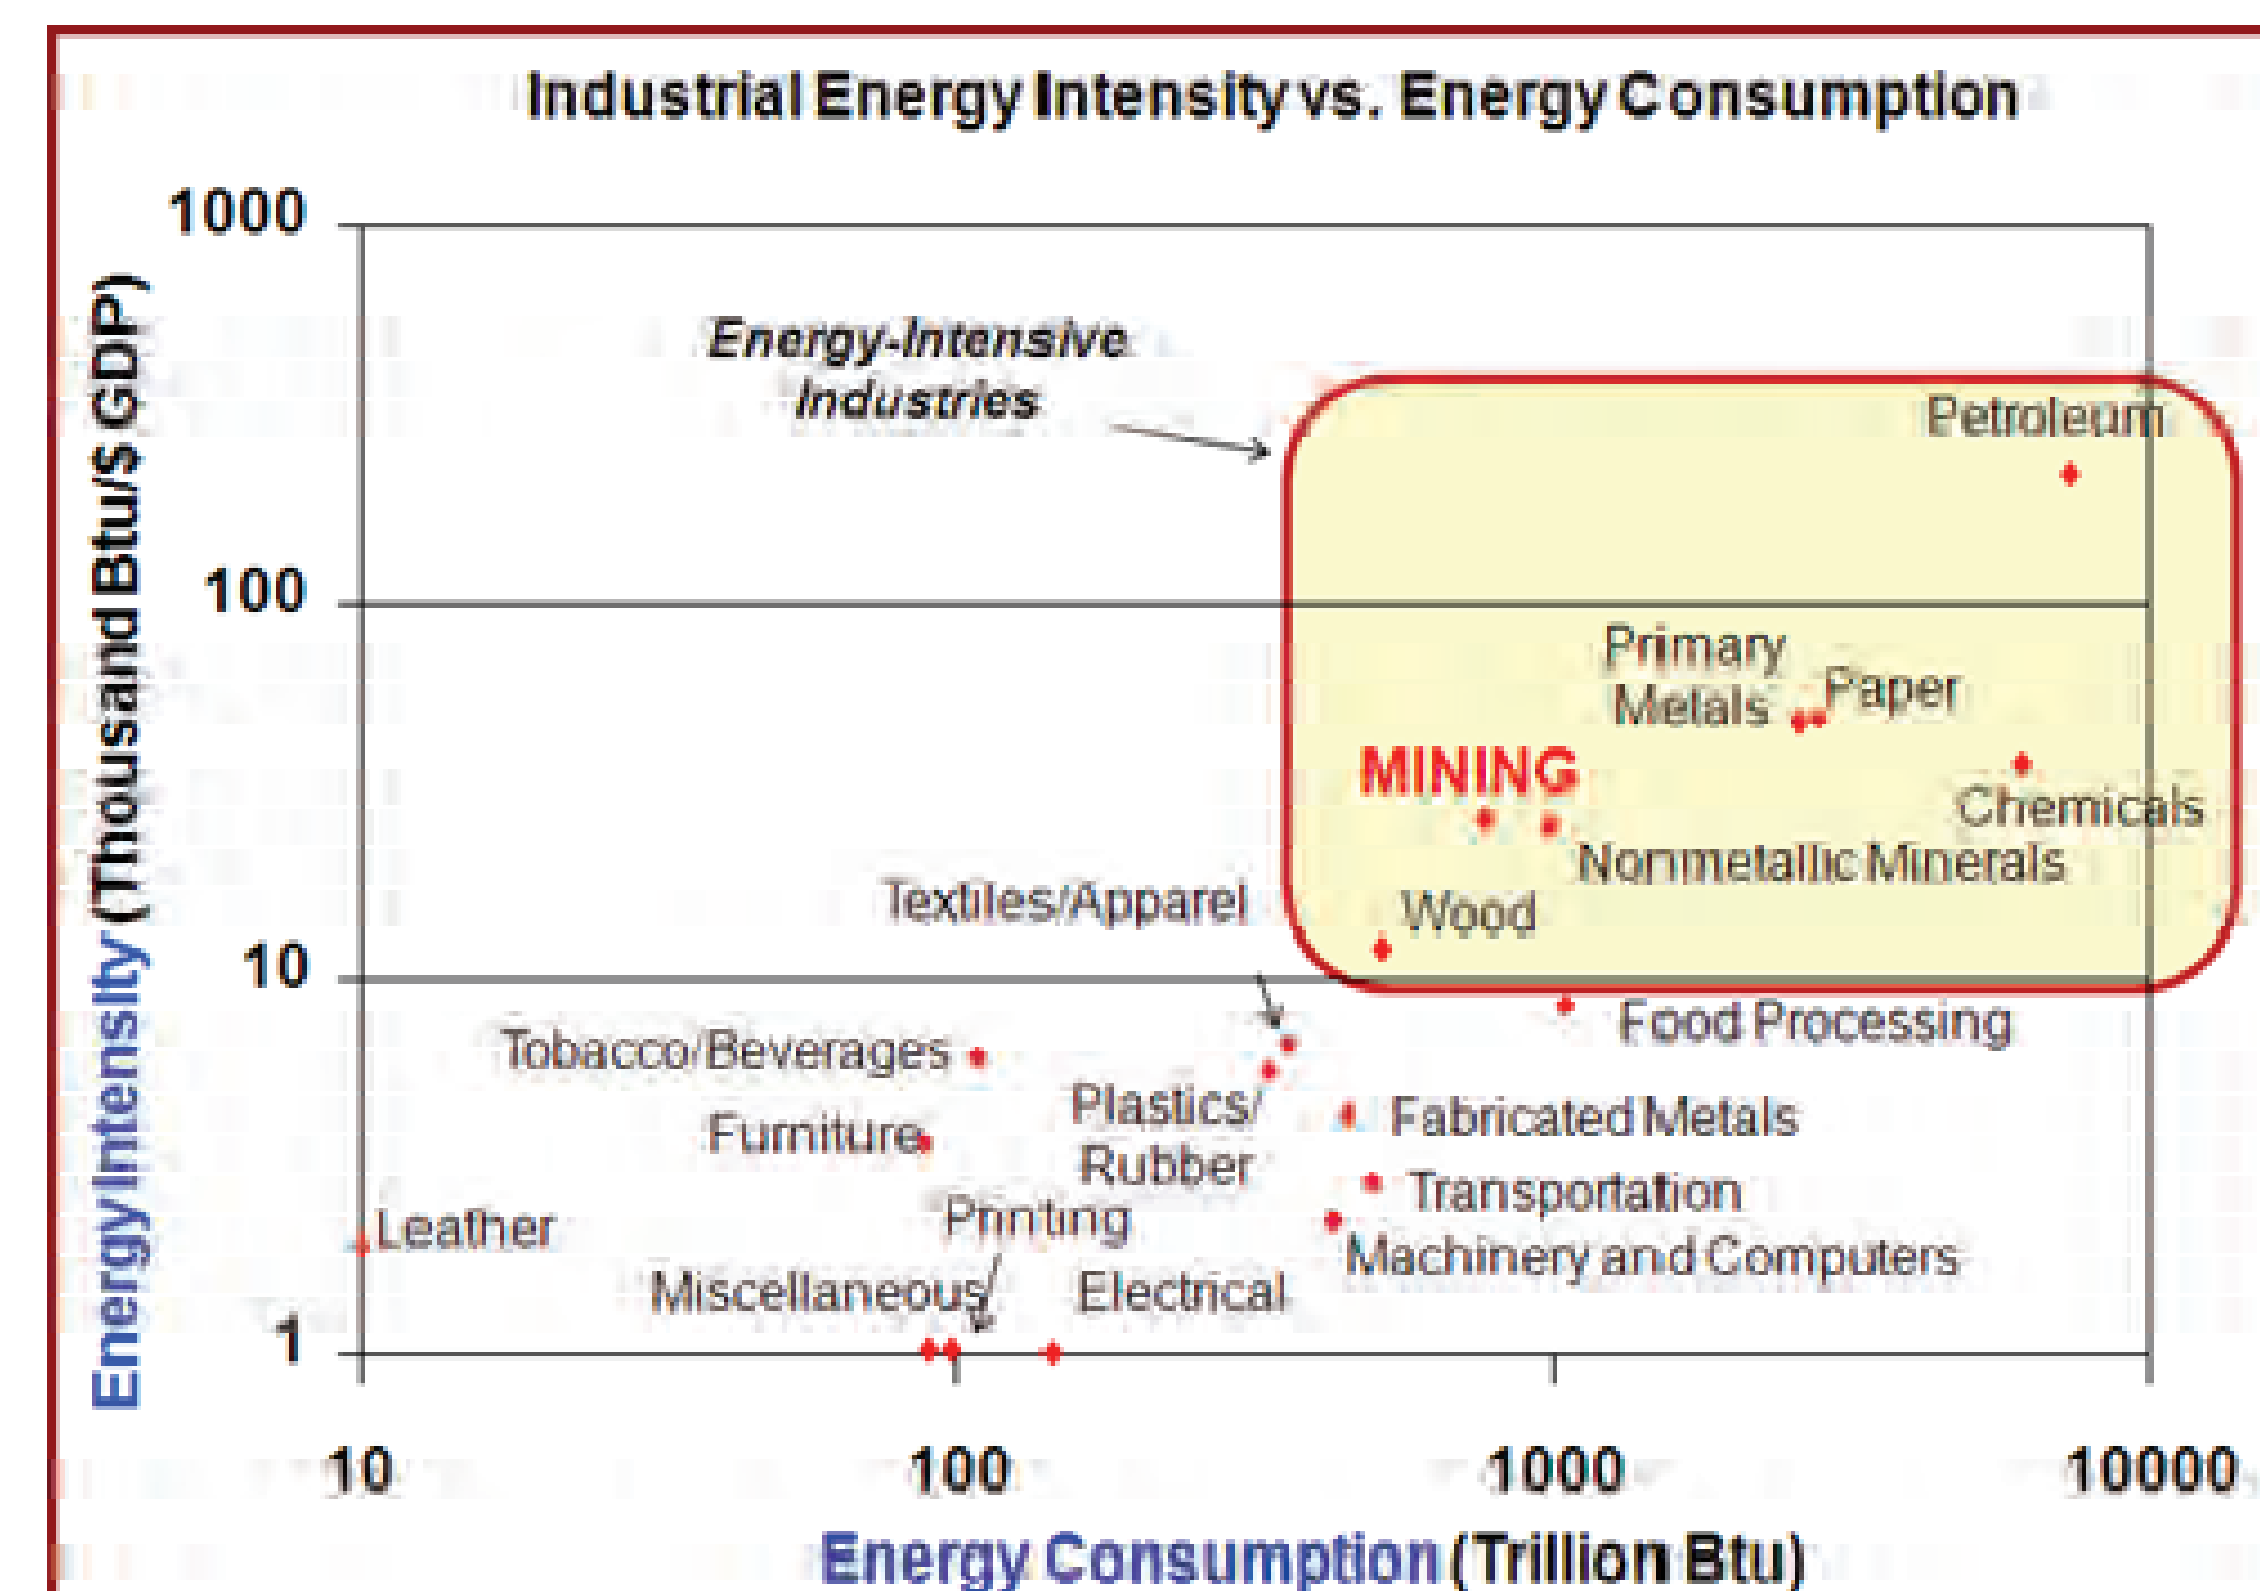 Industrial Energy Intensity vs. Energy Consumption
Energy Intensity (Thousand Btu/$ GDP)
1000
100
10
1
Energy-Intensive
Industries
Petroleum
Primary
Metals
Paper
MINING
Chemicals
Nonmetallic Minerals
Textiles/Apparel
Wood
Food Processing
Tobacco/Beverages
Plastics/
Rubber
Fabricated Metals
Furniture
Transportation
Printing
Leather
Machinery and Computers
Miscellaneous
Electrical
10
100
1000
10000
Energy Consumption (Trillion Btu)